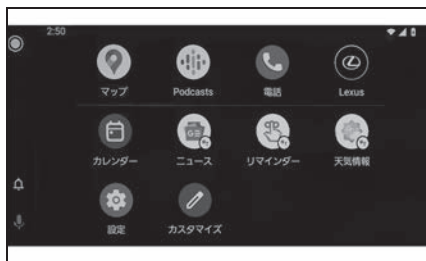 2:50
マップ Podcasts 電話 Lexus
カレンダー ニュース リマインダー 天気情報
設定 カスタマイズ